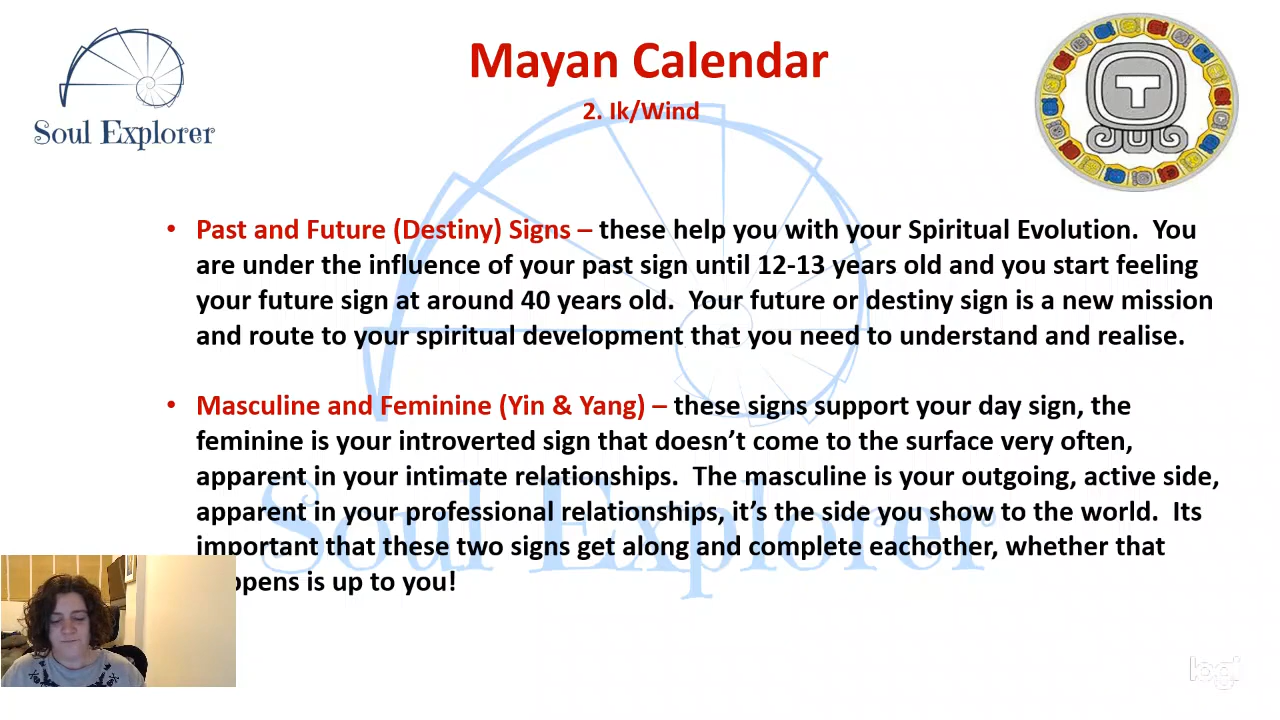 Soul Explorer
Mayan Calendar
2. Ik/Wind
• Past and Future (Destiny) Signs – these help you with your Spiritual Evolution. You
are under the influence of your past sign until 12-13 years old and you start feeling
your future sign at around 40 years old. Your future or destiny sign is a new mission
and route to your spiritual development that you need to understand and realise.
• Masculine and Feminine (Yin & Yang) – these signs support your day sign, the
feminine is your introverted sign that doesn’t come to the surface very often,
apparent in your intimate relationships. The masculine is your outgoing, active side,
apparent in your professional relationships, it’s the side you show to the world. Its
important that these two signs get along and complete eachother, whether that
is up to you!
Soul Explorer
logi